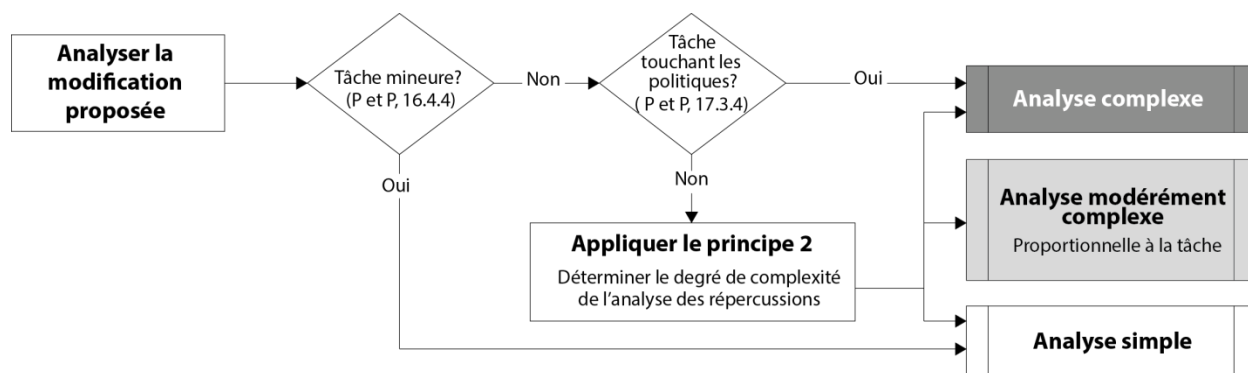 Analyser la
modification
proposée
Tâche mineure?
(P et P, 16.4.4)
Non
Oui
Tâche
touchant les
politiques?
( P et P, 17.3.4)
Oui
Non
Appliquer le principe 2
Déterminer le degré de complexité
de l'analyse des répercussions
Analyse complexe
Analyse modérément
complexe
Proportionnelle à la tâche
Analyse simple